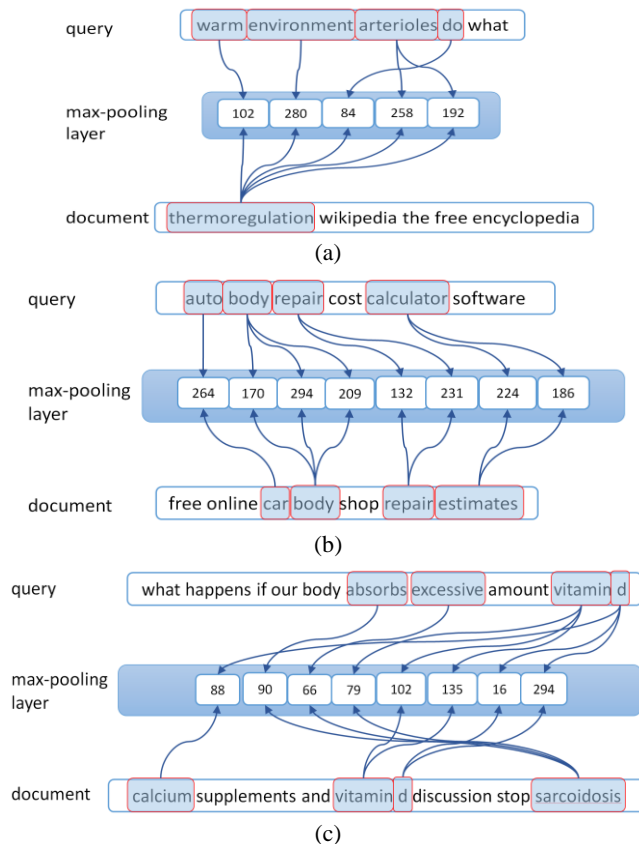 query warm environment arterioles do what
max-pooling
layer
102 280 84 258 192
document thermoregulation wikipedia the free encyclopedia
(a)
query auto body repair cost calculator software
max-pooling
layer
264 170 294 209 132 231 224 186
document free online car body shop repair estimates
(b)
query what happens if our body absorbs excessive amount vitamin d
max-pooling
layer
88 90 66 79 102 135 16 294
document calcium supplements and vitamin d discussion stop sarcoidosis
(c)